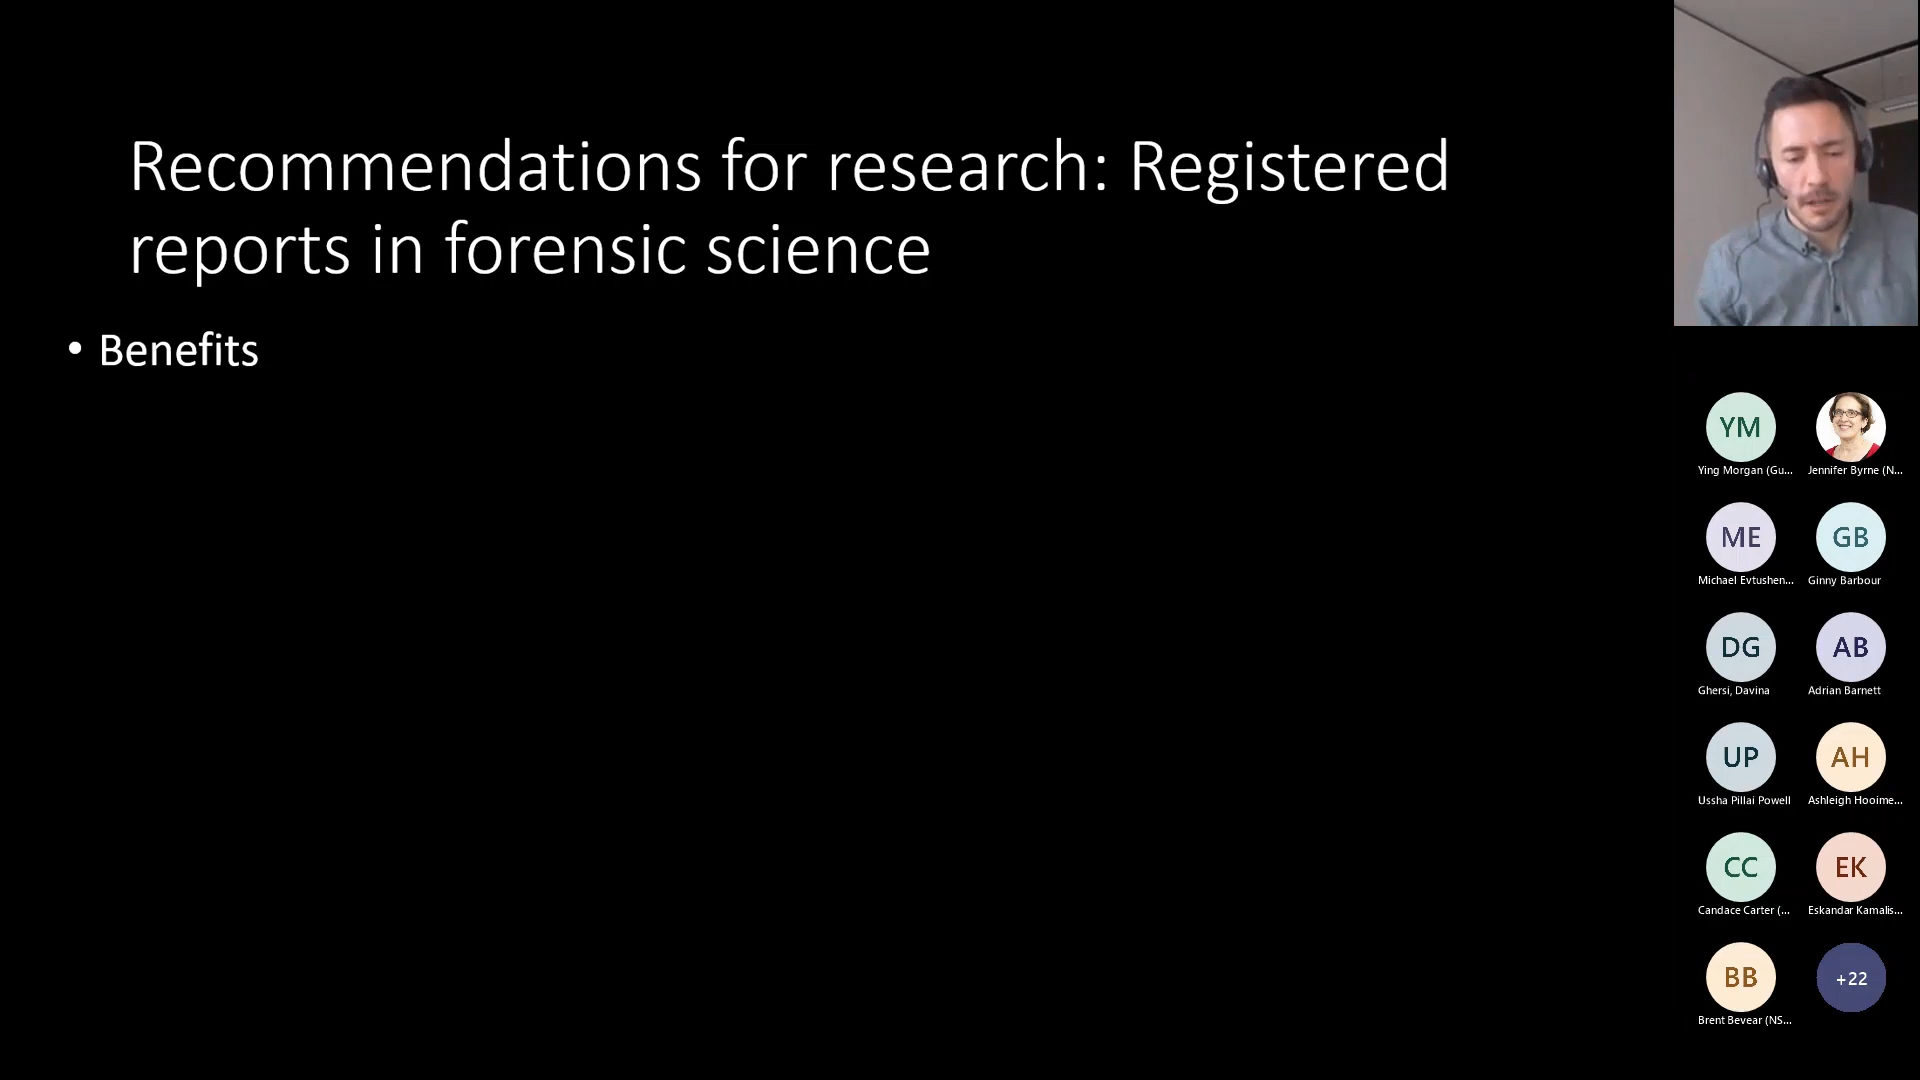 Recommendations for research: Registered
reports in forensic science
• Benefits
YM
Ying Morgan (Gu...
Jennifer Byrne (N...
ME
Michael Evtushen...
GB
Ginny Barbour
DG
Ghersi, Davina
AB
Adrian Barnett
UP
Ussha Pillai Powell
AH
Ashleigh Hooime...
CC
Candace Carter (...
EK
Eskandar Kamalis...
BB
Brent Bevear (NS...
+22